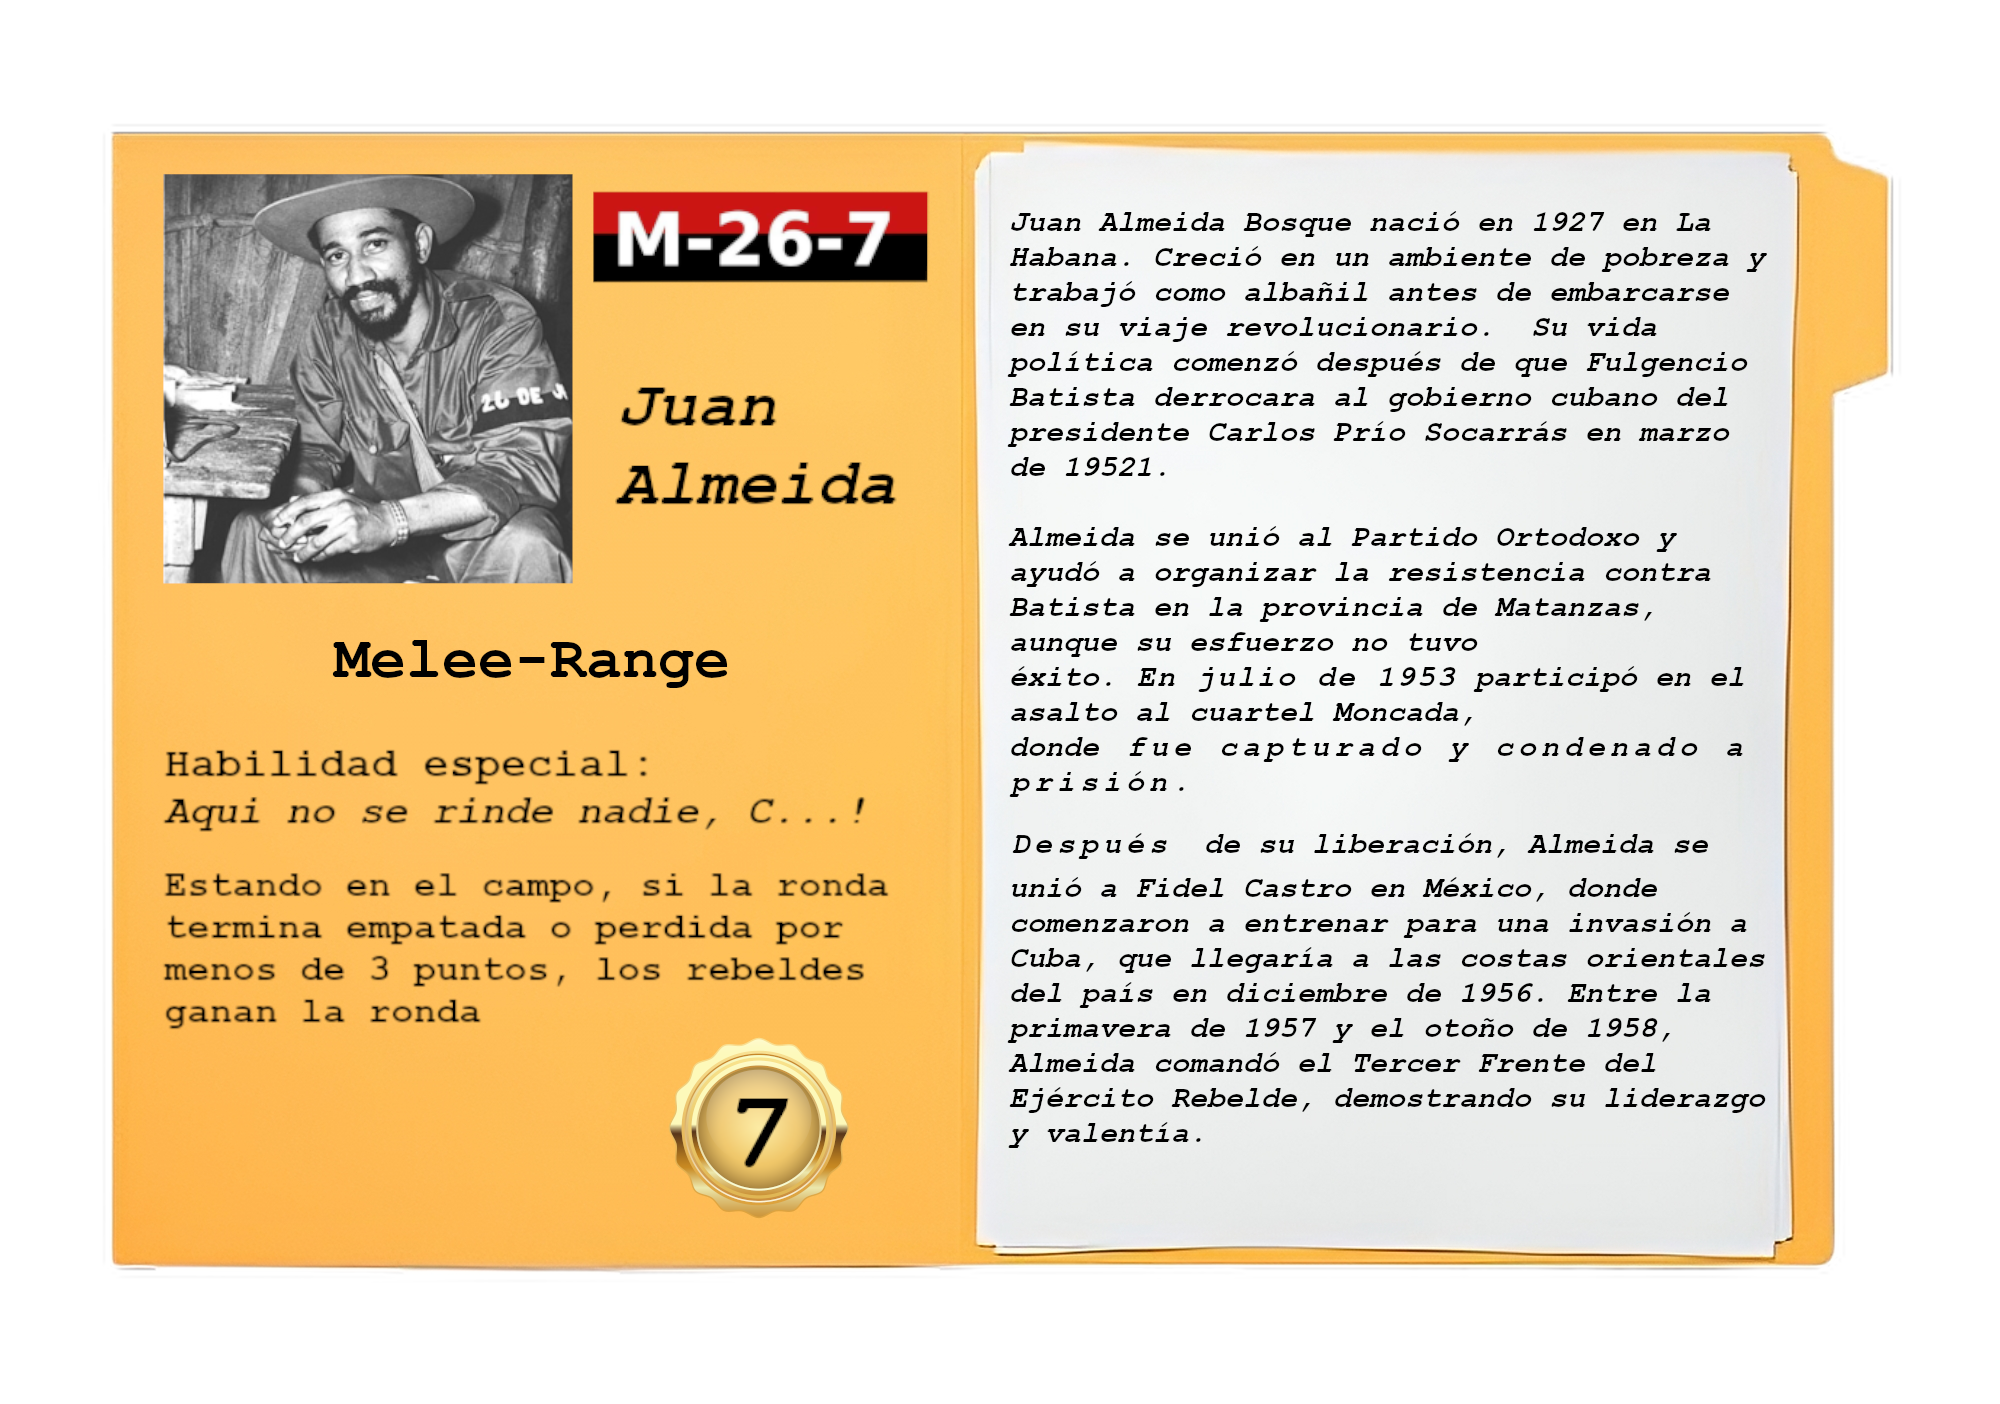 M-26-7
26 DE
Juan
Almeida
Melee-Range
Habilidad especial:
Aqui no se rinde nadie, C...!
Estando en el campo, si la ronda
termina empatada o perdida por
menos de 3 puntos, los rebeldes
ganan la ronda
7
Juan Almeida Bosque nació en 1927 en La
Habana. Creció en un ambiente de pobreza y
trabajó como albañil antes de embarcarse
en su viaje revolucionario. Su vida
política comenzó después de que Fulgencio
Batista derrocara al gobierno cubano del
presidente Carlos Prío Socarrás en marzo
de 19521.
Almeida se unió al Partido Ortodoxo y
ayudó a organizar la resistencia contra
Batista en la provincia de Matanzas,
aunque su esfuerzo no tuvo
éxito. En julio de 1953 participó en el
asalto al cuartel Moncada,
donde fue capturado y condenado a
prisión.
Después de su liberación, Almeida se
unió a Fidel Castro en México, donde
comenzaron a entrenar para una invasión a
Cuba, que llegaría a las costas orientales
del país en diciembre de 1956. Entre la
primavera de 1957 y el otoño de 1958,
Almeida comandó el Tercer Frente del
Ejército Rebelde, demostrando su liderazgo
y valentía.